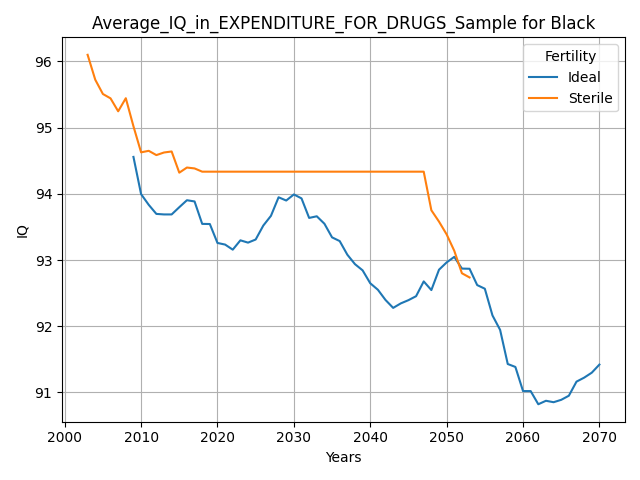 Average_IQ_in_EXPENDITURE_FOR_DRUGS_Sample for Black
Fertility
Ideal
Sterile
IQ
96
95
94
93
92
91
2000 2010 2020 2030 2040 2050 2060 2070
Years